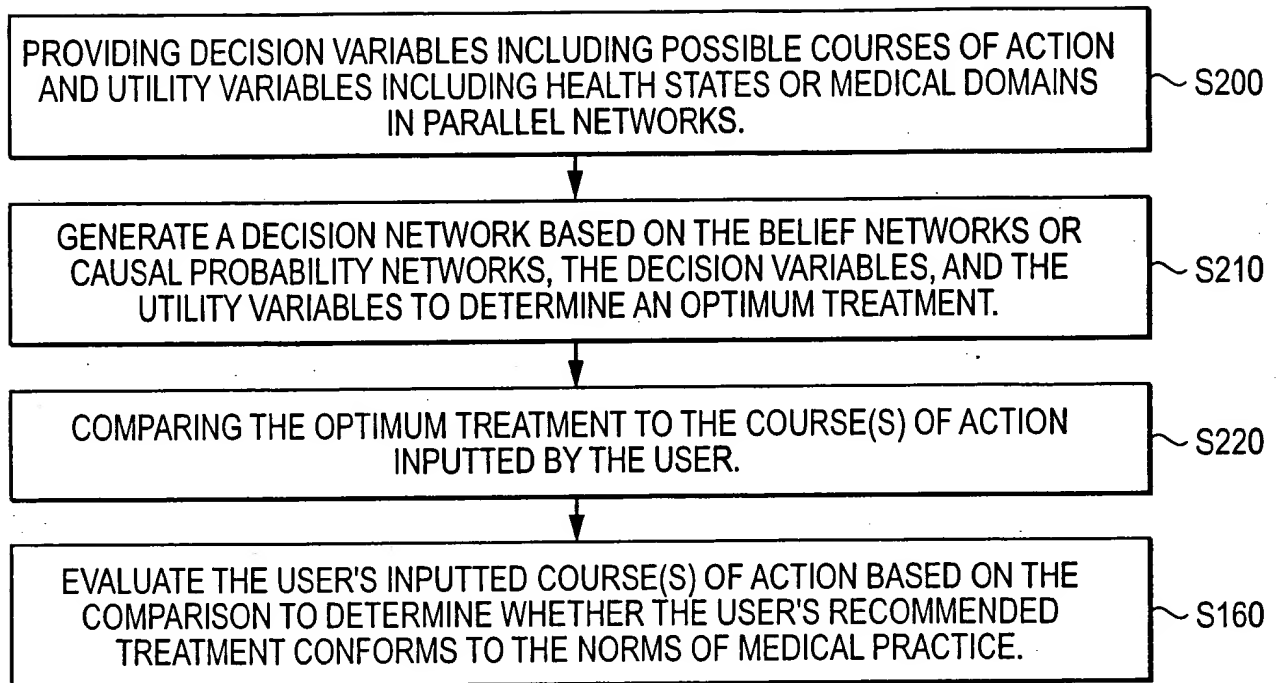 PROVIDING DECISION VARIABLES INCLUDING POSSIBLE COURSES OF ACTION
AND UTILITY VARIABLES INCLUDING HEALTH STATES OR MEDICAL DOMAINS
IN PARALLEL NETWORKS.
S200
GENERATE A DECISION NETWORK BASED ON THE BELIEF NETWORKS OR
CAUSAL PROBABILITY NETWORKS, THE DECISION VARIABLES, AND THE
UTILITY VARIABLES TO DETERMINE AN OPTIMUM TREATMENT.
S210
COMPARING THE OPTIMUM TREATMENT TO THE COURSE(S) OF ACTION
INPUTTED BY THE USER.
S220
EVALUATE THE USER'S INPUTTED COURSE(S) OF ACTION BASED ON THE
COMPARISON TO DETERMINE WHETHER THE USER'S RECOMMENDED
TREATMENT CONFORMS TO THE NORMS OF MEDICAL PRACTICE.
S160